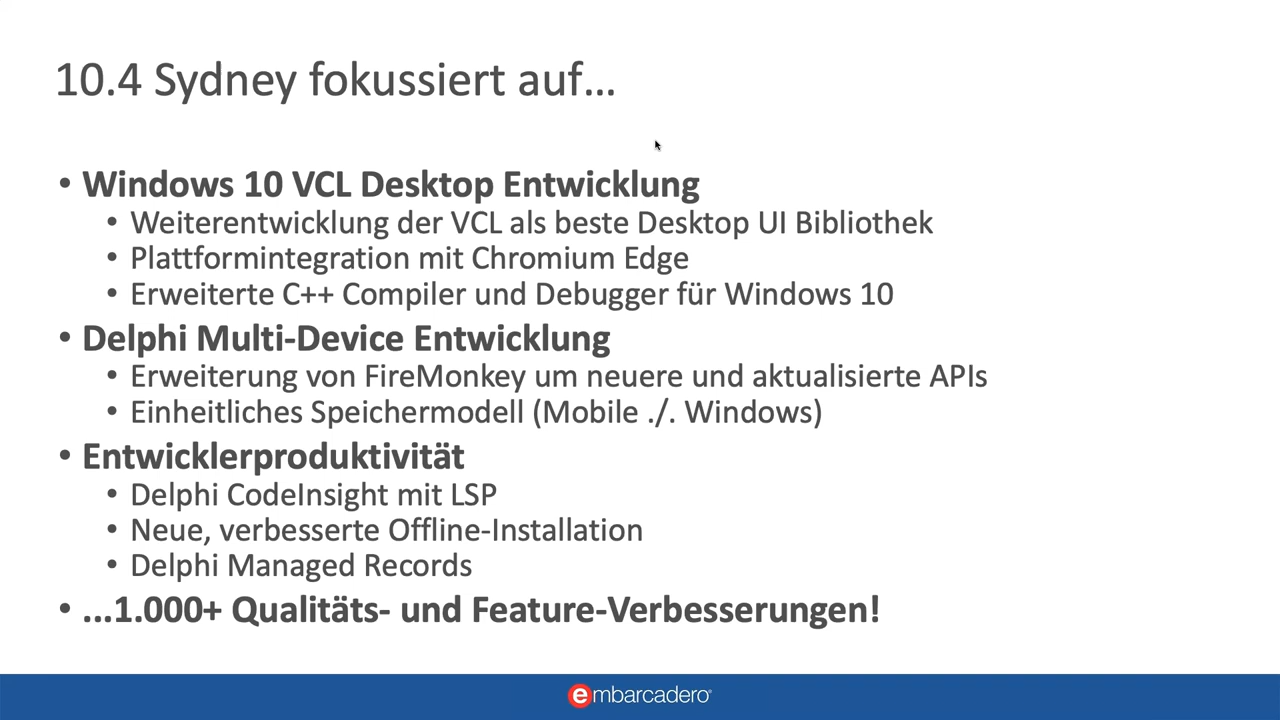 10.4 Sydney fokussiert auf...
• Windows 10 VCL Desktop Entwicklung
• Weiterentwicklung der VCL als beste Desktop UI Bibliothek
• Plattformintegration mit Chromium Edge
• Erweiterte C++ Compiler und Debugger für Windows 10
• Delphi Multi-Device Entwicklung
• Erweiterung von FireMonkey um neuere und aktualisierte APIs
• Einheitliches Speichermodell (Mobile ./. Windows)
• Entwicklerproduktivität
• Delphi CodeInsight mit LSP
• Neue, verbesserte Offline-Installation
• Delphi Managed Records
• ...1.000+ Qualitäts- und Feature-Verbesserungen!
embarcadero®